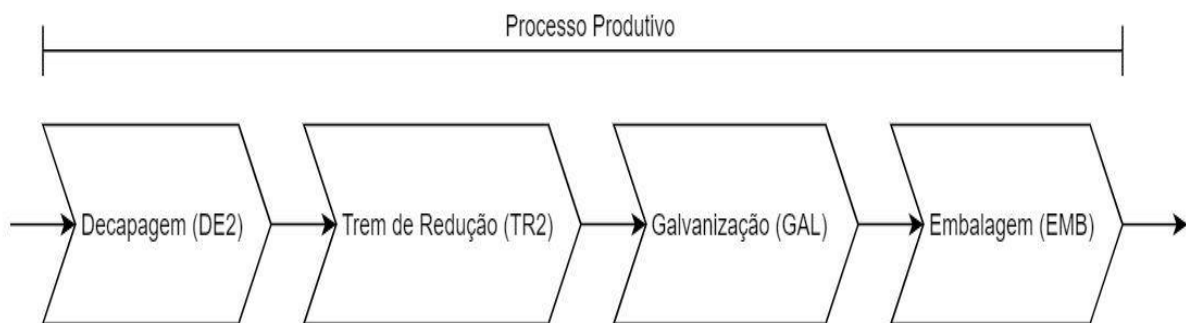 Processo Produtivo
Decapagem (DE2)
Trem de Redução (TR2)
Galvanização (GAL)
Embalagem (EMB)